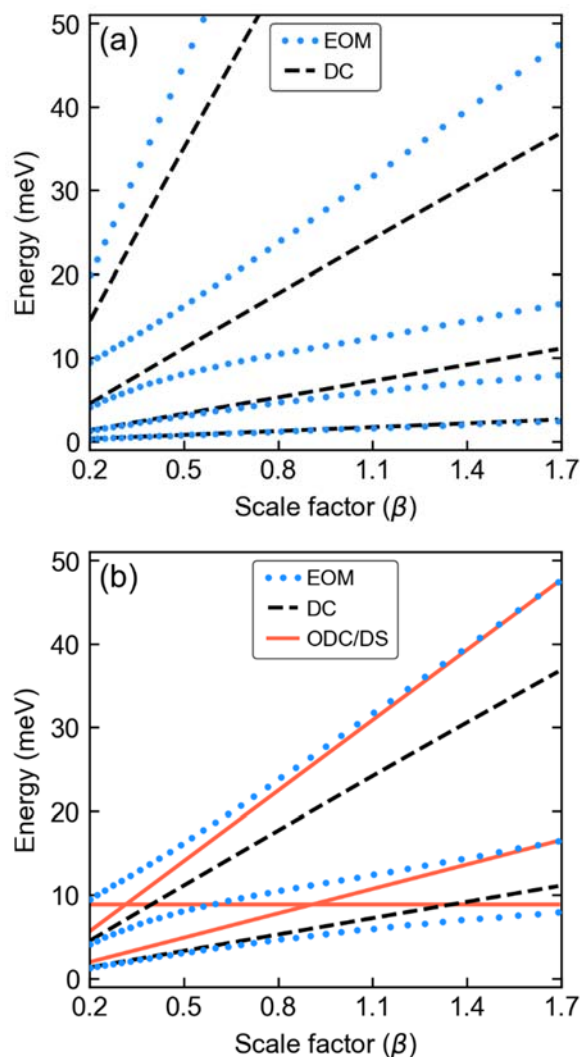 (a)
EOM
DC
50
40
30
20
10
0
Energy (meV)
0.2 0.5 0.8 1.1 1.4 1.7
Scale factor (β)
(b)
EOM
DC
ODC/DS
50
40
30
20
10
0
Energy (meV)
0.2 0.5 0.8 1.1 1.4 1.7
Scale factor (β)